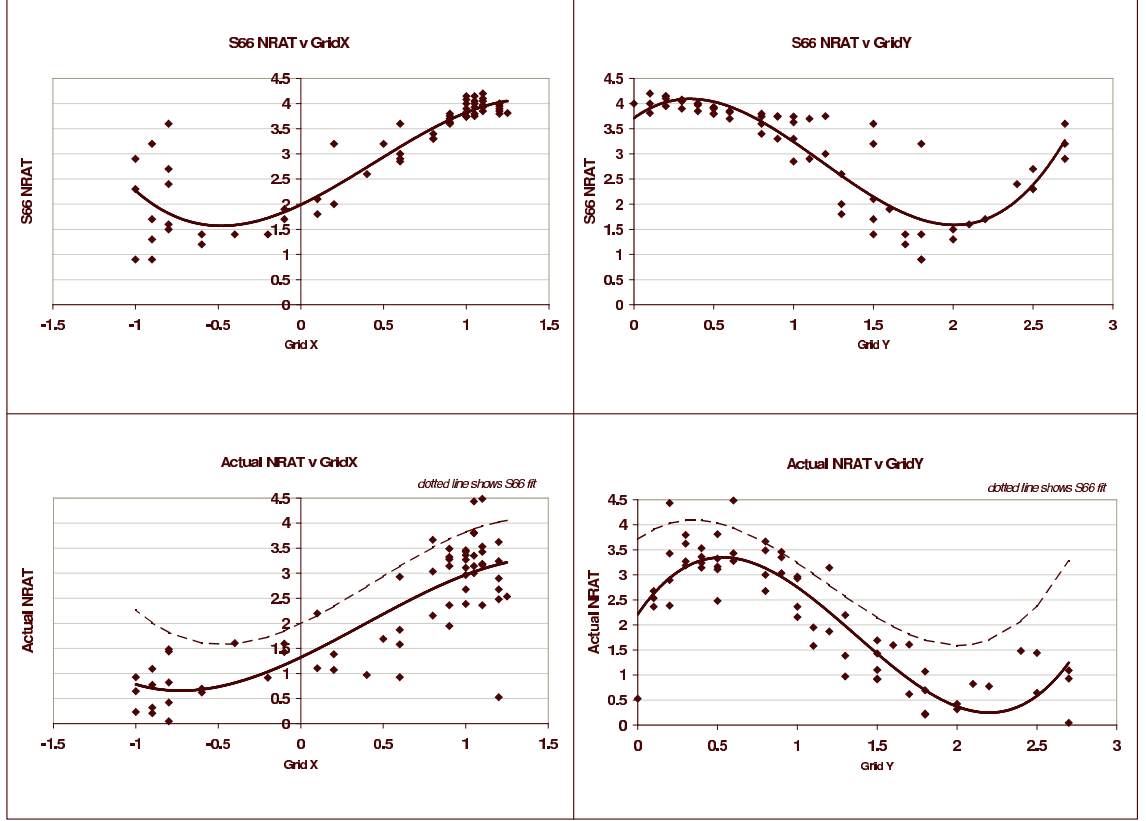 S66 NRAT v GridX
4.5
4
3.5
3
2.5
2
1.5
1
0.5
0
-1.5 -1 -0.5 0 0.5 1 1.5
S66 NRAT
Grid X
S66 NRAT v GridY
4.5
4
3.5
3
2.5
2
1.5
1
0.5
0
0 0.5 1 1.5 2 2.5 3
S66 NRAT
Grid Y
Actual NRAT v GridX
dotted line shows S66 fit
4.5
4
3.5
3
2.5
2
1.5
1
0.5
0
-1.5 -1 -0.5 0 0.5 1 1.5
Actual NRAT
Grid X
Actual NRAT v GridY
dotted line shows S66 fit
4.5
4
3.5
3
2.5
2
1.5
1
0.5
0
0 0.5 1 1.5 2 2.5 3
Actual NRAT
Grid Y